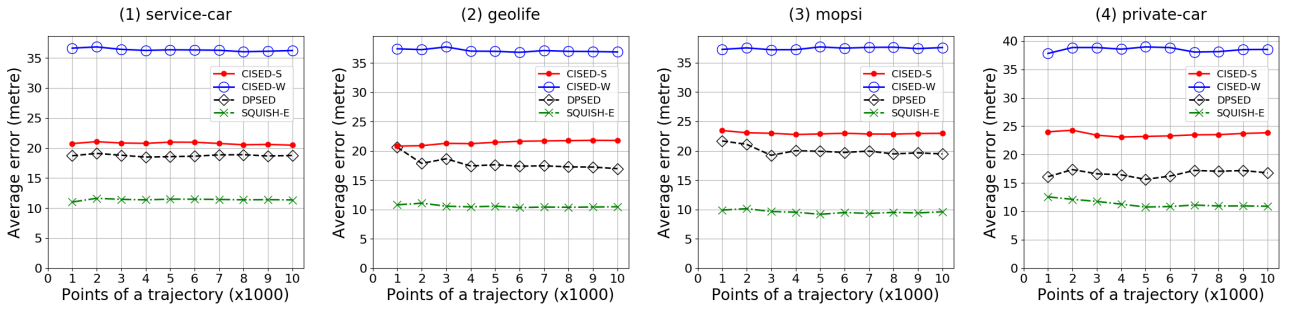 (1) service-car
Average error (metre)
35
30
25
20
15
10
5
0
CISED-S
CISED-W
DPSED
SQUISH-E
0 1 2 3 4 5 6 7 8 9 10
Points of a trajectory (x1000)
(2) geolife
Average error (metre)
35
30
25
20
15
10
5
0
CISED-S
CISED-W
DPSED
SQUISH-E
0 1 2 3 4 5 6 7 8 9 10
Points of a trajectory (x1000)
(3) mopsi
Average error (metre)
35
30
25
20
15
10
5
0
CISED-S
CISED-W
DPSED
SQUISH-E
0 1 2 3 4 5 6 7 8 9 10
Points of a trajectory (x1000)
(4) private-car
Average error (metre)
40
35
30
25
20
15
10
5
0
CISED-S
CISED-W
DPSED
SQUISH-E
0 1 2 3 4 5 6 7 8 9 10
Points of a trajectory (x1000)